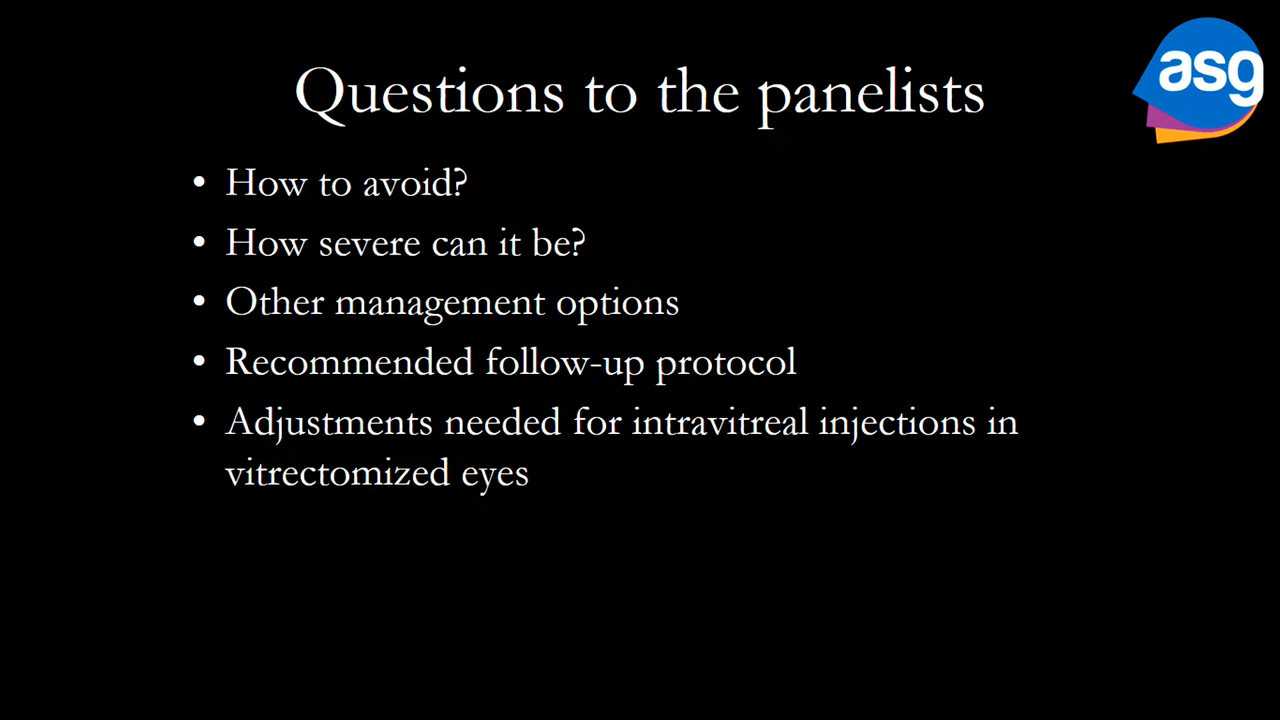 asg
Questions to the panelists
• How to avoid?
• How severe can it be?
• Other management options
• Recommended follow-up protocol
• Adjustments needed for intravitreal injections in
vitrectomized eyes